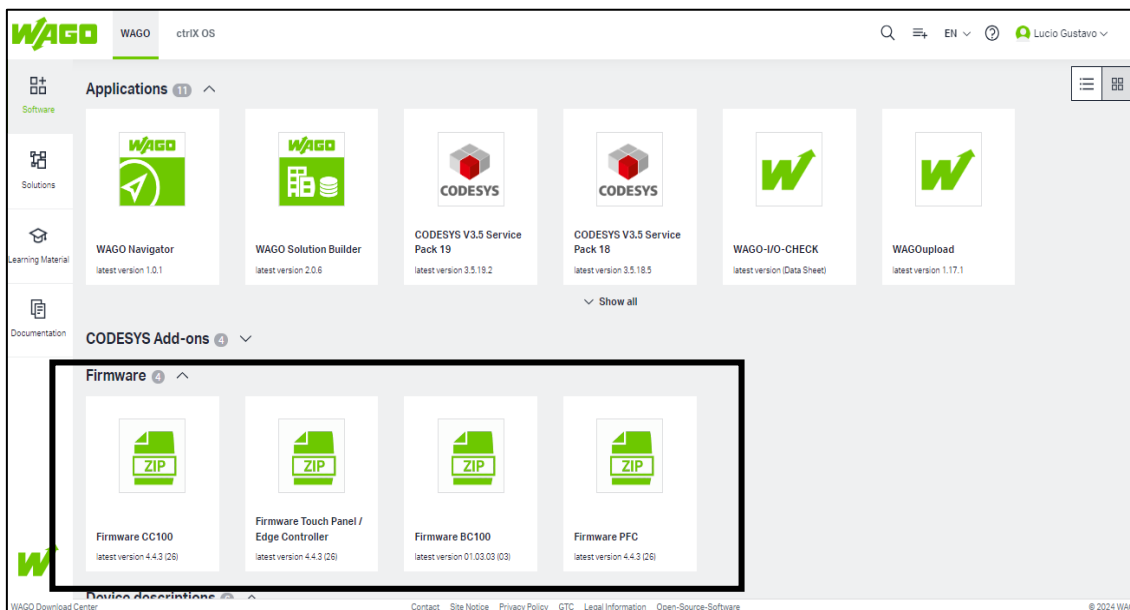 WAGO WAGO ctrlX OS EN Lucio Gustavo
Software
Solutions
Learning Material
Documentation
Applications 11
WAGO
WAGO Navigator
latest version 1.0.1
WAGO
WAGO Solution Builder
latest version 2.0.6
CODESYS
CODESYS V3.5 Service
Pack 19
latest version 3.5.19.2
CODESYS
CODESYS V3.5 Service
Pack 18
latest version 3.5.18.5
W
WAGO-I/O-CHECK
latest version (Data Sheet)
W
WAGOupload
latest version 1.17.1
Show all
CODESYS Add-ons 4
Firmware 4
ZIP
Firmware CC100
latest version 4.4.3 (26)
ZIP
Firmware Touch Panel /
Edge Controller
latest version 4.4.3 (26)
ZIP
Firmware BC100
latest version 01.03.03 (03)
ZIP
Firmware PFC
latest version 4.4.3 (26)
W
Device descriptions
WAGO Download Center Contact Site Notice Privacy Policy GTC Legal Information Open-Source-Software © 2024 WAG